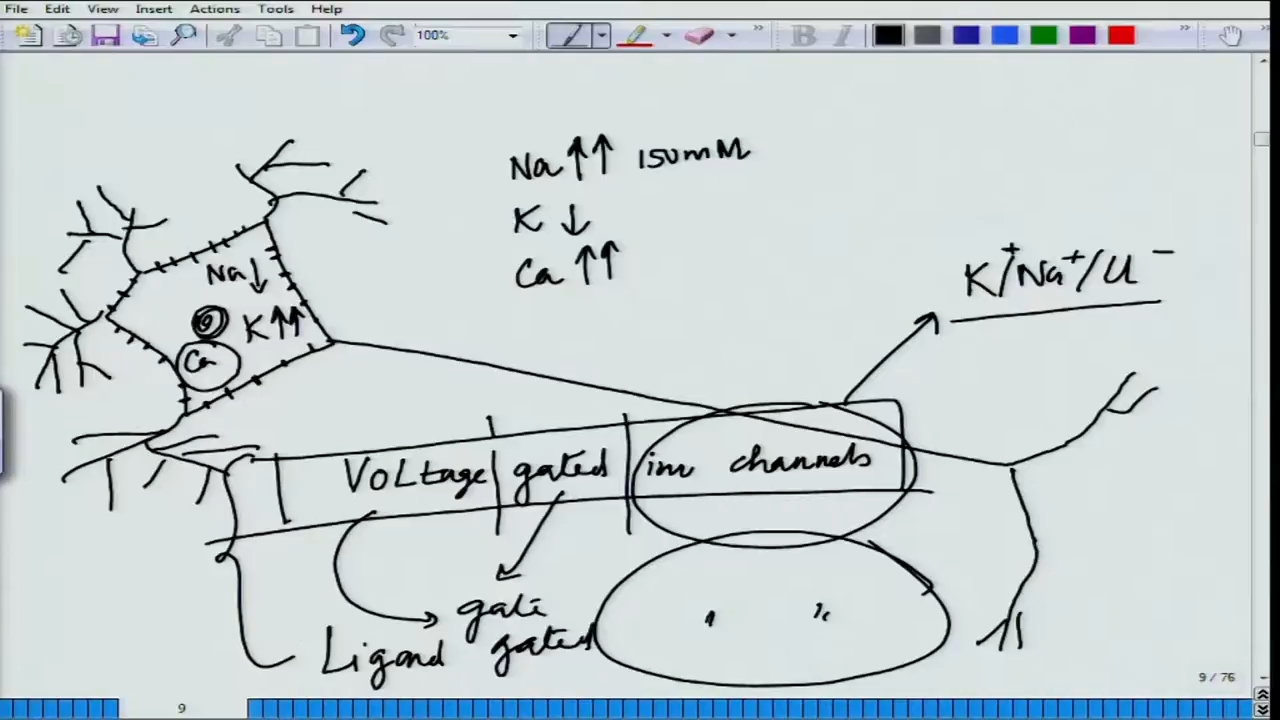 File Edit View Insert Actions Tools Help
100%
B I
Na ↑↑ 150mM
K ↓
Ca ↑↑
Na ↓
K ↑↑
Ca
K+/Na+/Cl-
Voltage gated ion channels
gate
Ligand gated
9 / 76
9